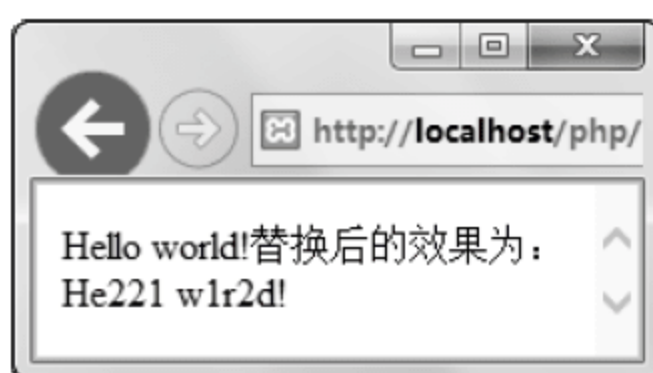 http://localhost/php/
Hello world!替换后的效果为：
He221 w1r2d!